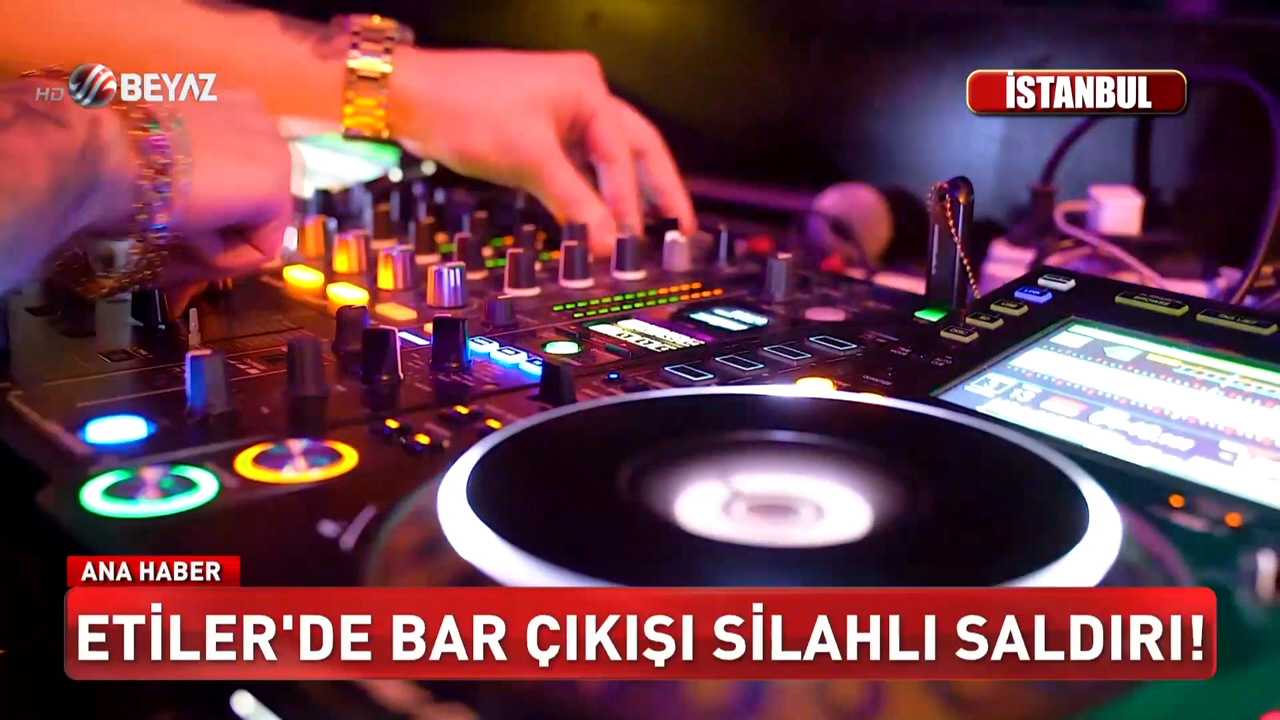 HD BEYAZ
İSTANBUL
ANA HABER
ETİLER'DE BAR ÇIKIŞI SİLAHLI SALDIRI!